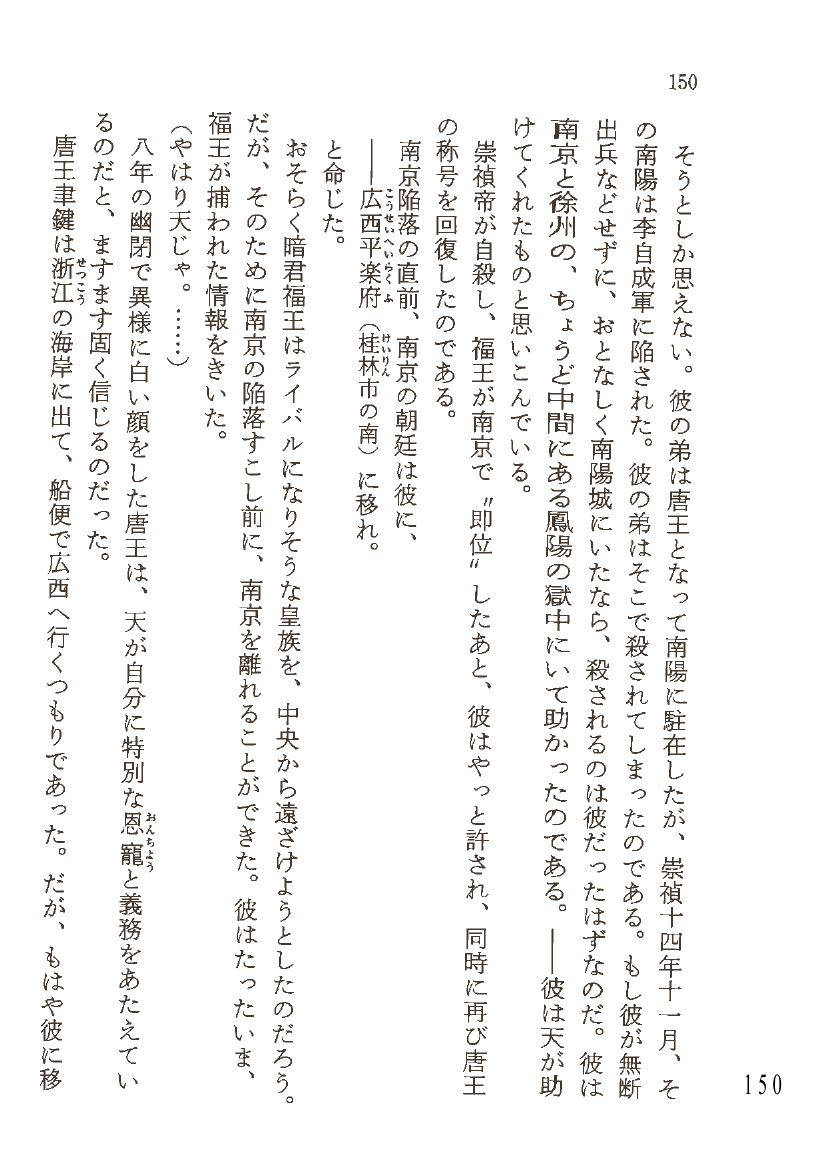 150
そうとしか思えない。彼の弟は唐王となって南陽に駐在したが、崇禎十四年十一月、そ
の南陽は李自成軍に陥された。彼の弟はそこで殺されてしまったのである。もし彼が無断
出兵などせずに、おとなしく南陽城にいたなら、殺されるのは彼だったはずなのだ。彼は
南京と徐州の、ちょうど中間にある鳳陽の獄中にいて助かったのである。――彼は天が助
けてくれたものと思いこんでいる。
崇禎帝が自殺し、福王が南京で〝即位〟したあと、彼はやっと許され、同時に再び唐王
の称号を回復したのである。
南京陥落の直前、南京の朝廷は彼に、
――広西平楽府（桂林市の南）に移れ。
こうせいへいらくふ
けいりん
と命じた。
おそらく暗君福王はライバルになりそうな皇族を、中央から遠ざけようとしたのだろう。
だが、そのために南京の陥落すこし前に、南京を離れることができた。彼はたったいま、
福王が捕われた情報をきいた。
（やはり天じゃ。……）
八年の幽閉で異様に白い顔をした唐王は、天が自分に特別な恩寵と義務をあたえてい
おんちょう
るのだと、ますます固く信じるのだった。
唐王聿鍵は浙江の海岸に出て、船便で広西へ行くつもりであった。だが、もはや彼に移
せつこう
150